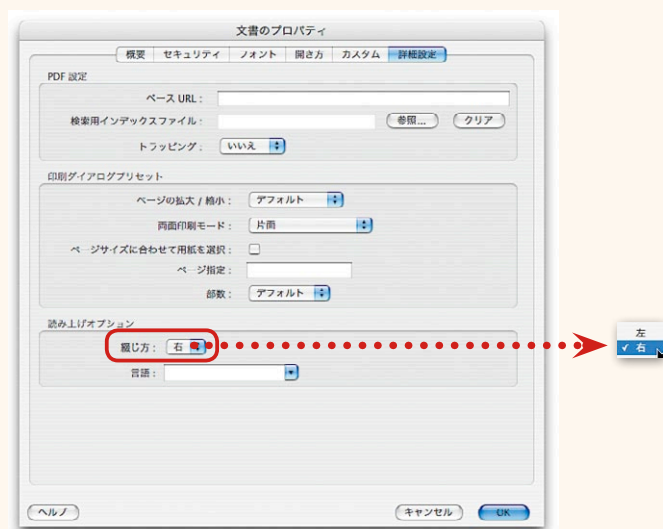 文書のプロパティ
概要 セキュリティ フォント 開き方 カスタム 詳細設定
PDF 設定
ベース URL :
検索用インデックスファイル : 参照... クリア
トラッピング : いいえ
印刷ダイアログプリセット
ページの拡大 / 縮小 : デフォルト
両面印刷モード : 片面
ページサイズに合わせて用紙を選択 :
ページ指定 :
部数 : デフォルト
読み上げオプション
綴じ方 : 右
左
✓ 右
言語 :
ヘルプ キャンセル OK